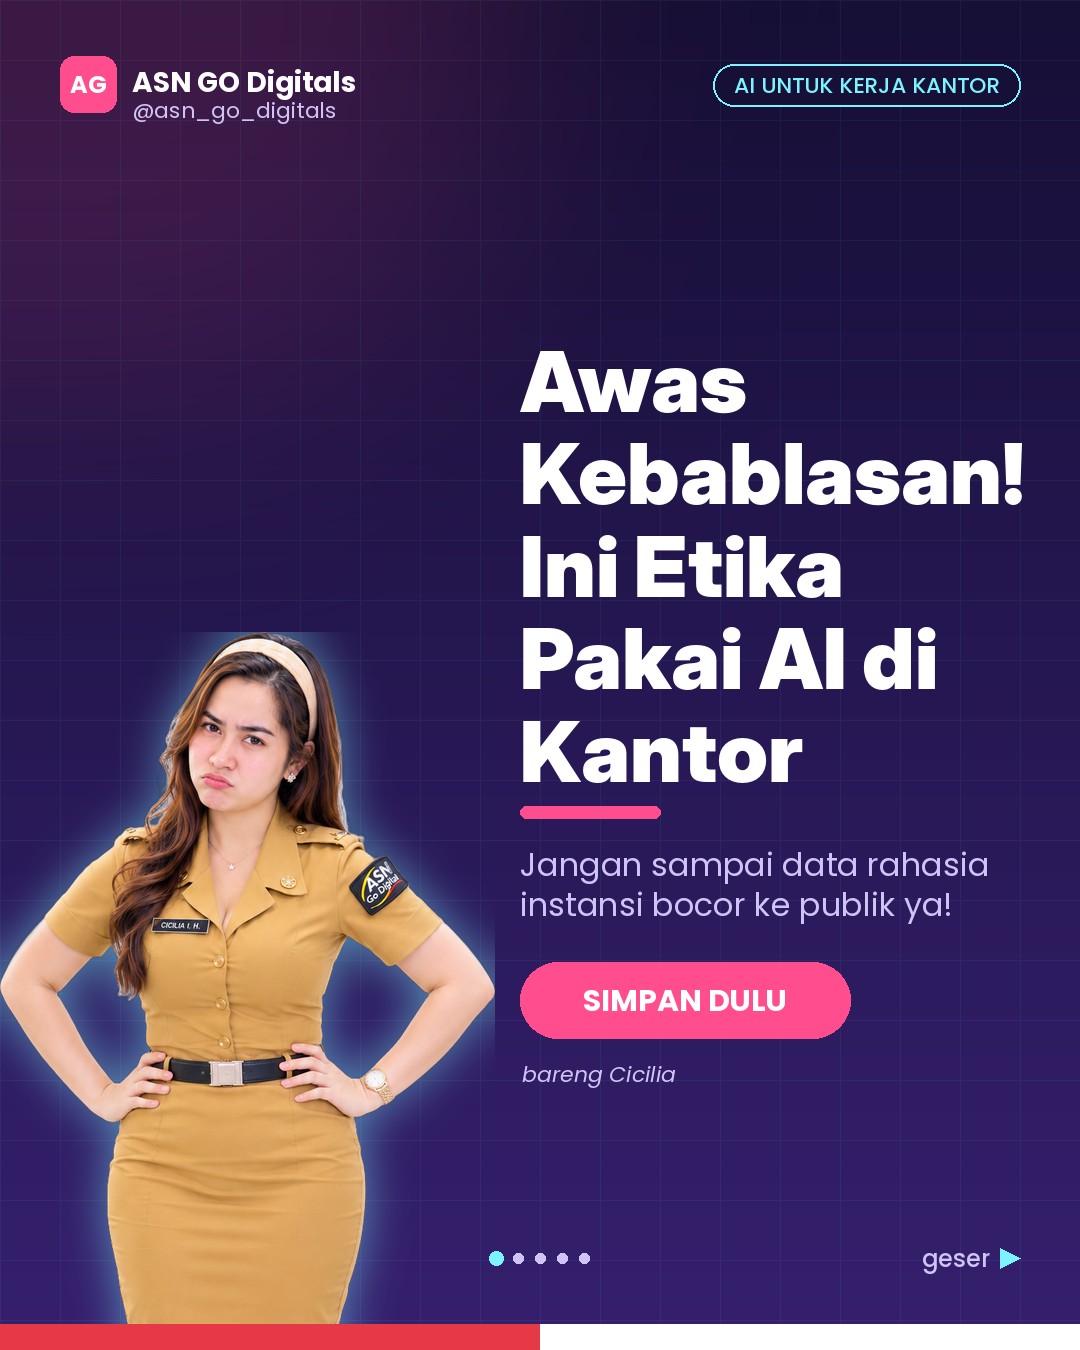 AG
ASN GO Digitals
@asn_go_digitals
AI UNTUK KERJA KANTOR
Awas
Kebablasan!
Ini Etika
Pakai AI di
Kantor
Jangan sampai data rahasia
instansi bocor ke publik ya!
SIMPAN DULU
bareng Cicilia
ASN
Go Digital
CICILIA I. H.
geser